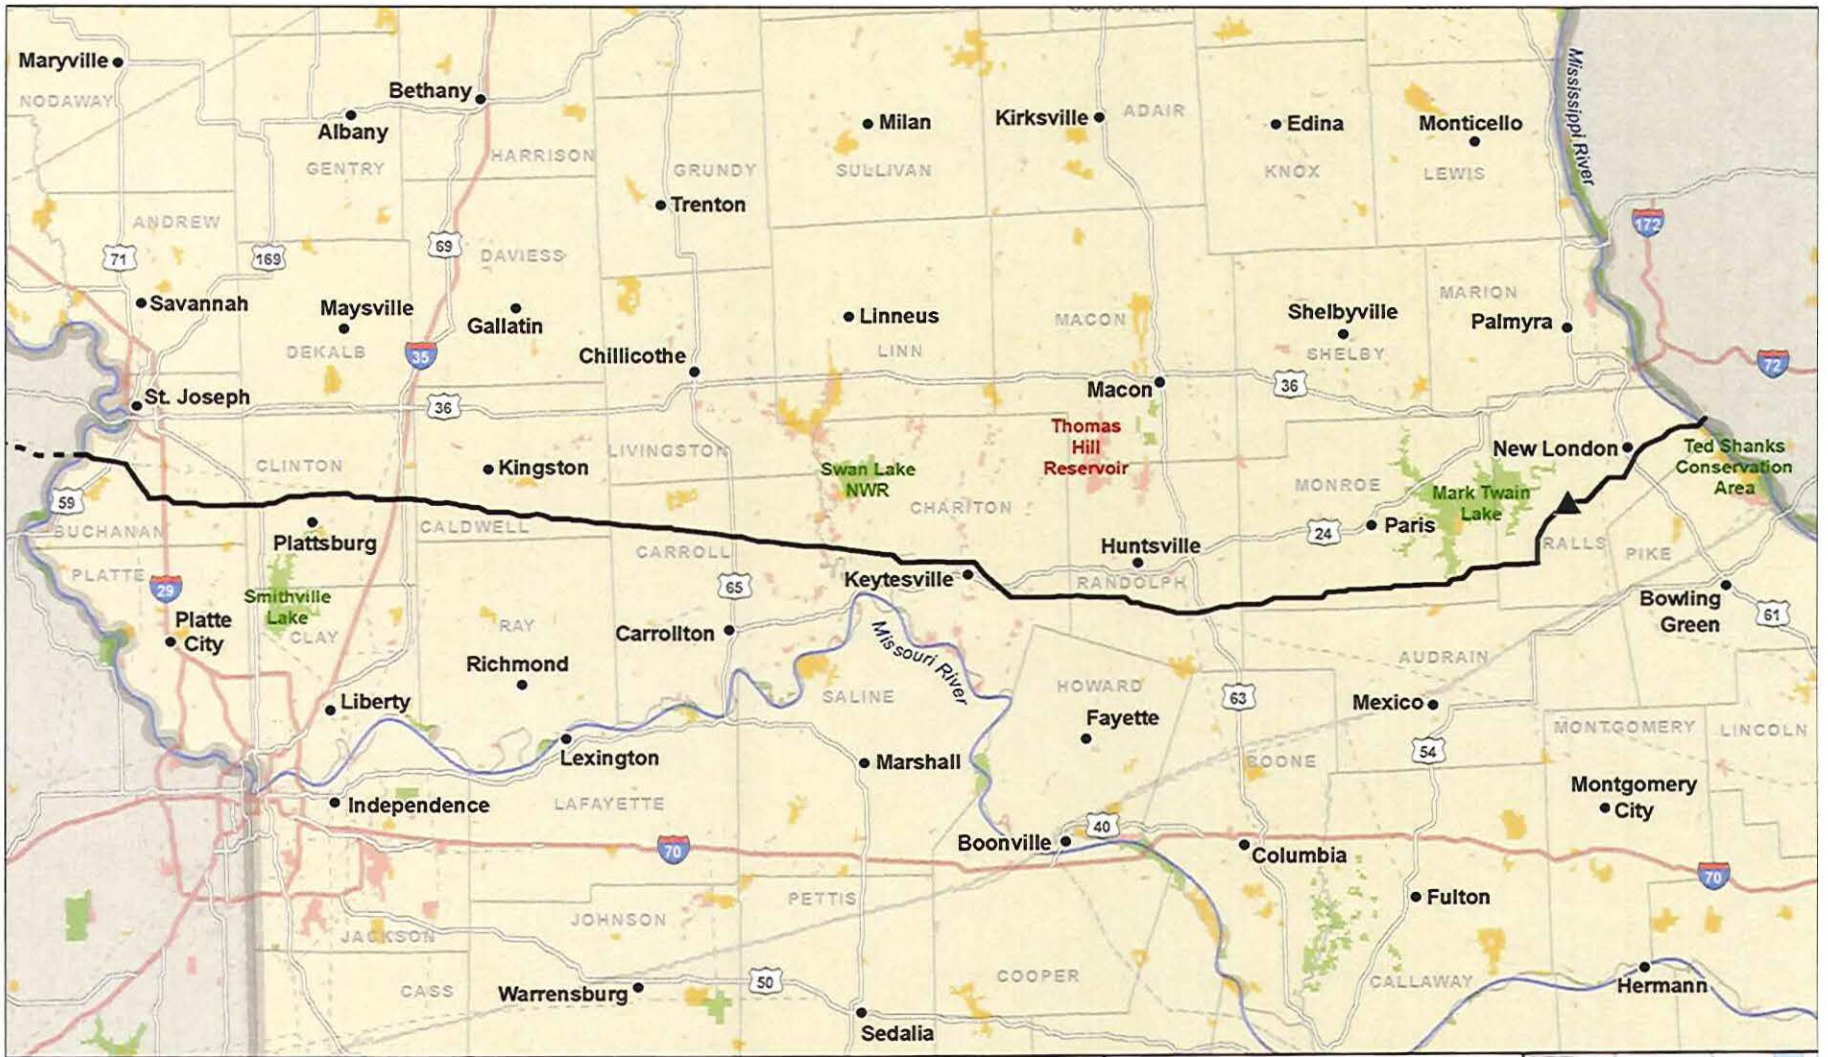 Maryville
NODAWAY
Bethany
Albany
GENTRY
HARRISON
GRUNDY
Trenton
Milan
SULLIVAN
Kirksville
ADAIR
Edina
KNOX
Monticello
LEWIS
Mississippi River
172
ANDREW
71
169
69
DAVIESS
Savannah
Maysville
DEKALB
35
Gallatin
Chillicothe
Linneus
LINN
MACON
Macon
Shelbyville
SHELBY
MARION
Palmyra
72
St. Joseph
36
36
CLINTON
Kingston
LIVINGSTON
Swan Lake
NWR
Thomas
Hill
Reservoir
CHARITON
MONROE
Mark Twain
Lake
New London
Ted Shanks
Conservation
Area
59
BUCHANAN
Plattsburg
CALDWELL
CARROLL
65
Keytesville
Huntsville
RANDOLPH
24
Paris
RALLS
PIKE
PLATTE
29
Smithville
Lake
CLAY
Platte
City
RAY
Carrollton
Missouri River
Bowling
Green
61
Richmond
Liberty
SALINE
HOWARD
Fayette
63
AUDRAIN
Mexico
54
MONTGOMERY
LINCOLN
Lexington
Marshall
BOONE
Independence
LAFAYETTE
Montgomery
City
70
Boonville
40
Columbia
70
PETTIS
Fulton
JOHNSON
JACKSON
CASS
Warrensburg
50
COOPER
CALLAWAY
Hermann
Sedalia